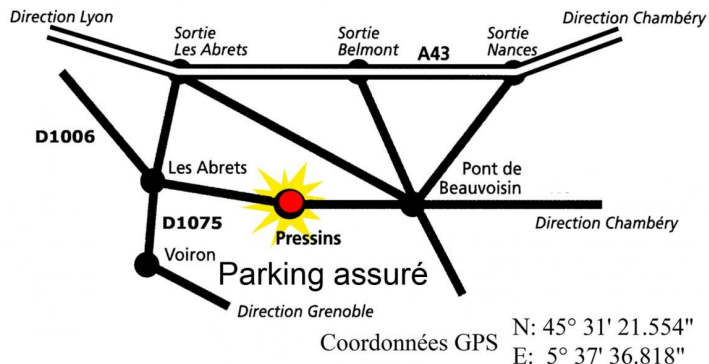 Direction Lyon
Sortie
Les Abrets
Sortie
Belmont
A43
Sortie
Nances
Direction Chambéry
D1006
Les Abrets
Pont de
Beauvoisin
D1075
Pressins
Direction Chambéry
Voiron
Parking assuré
Direction Grenoble
Coordonnées GPS
N: 45° 31' 21.554"
E: 5° 37' 36.818"